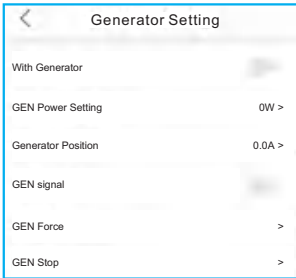 Generator Setting
With Generator
GEN Power Setting 0W >
Generator Position 0.0A >
GEN signal
GEN Force >
GEN Stop >